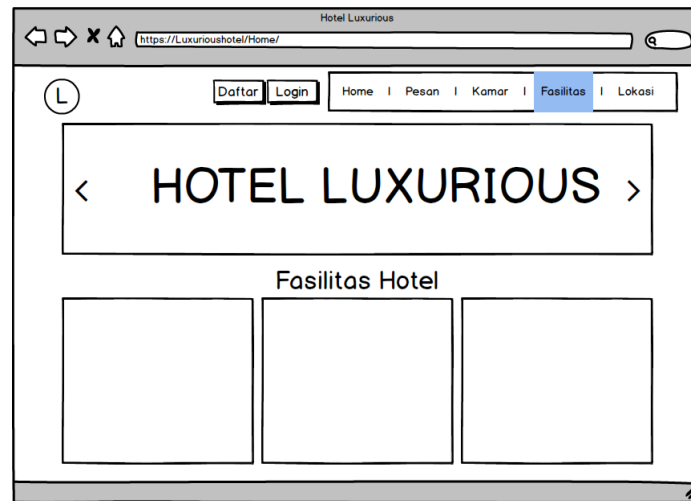 Hotel Luxurious
https://Luxurioushotel/Home/
L
Daftar Login Home | Pesan | Kamar | Fasilitas | Lokasi
< HOTEL LUXURIOUS >
Fasilitas Hotel